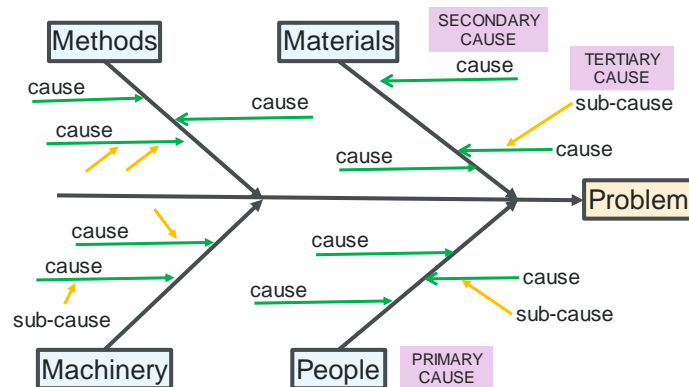 Methods
Materials
SECONDARY
CAUSE
TERTIARY
CAUSE
cause
cause
cause
sub-cause
cause
cause
cause
cause
Problem
cause
cause
cause
cause
cause
sub-cause
sub-cause
Machinery
People
PRIMARY
CAUSE